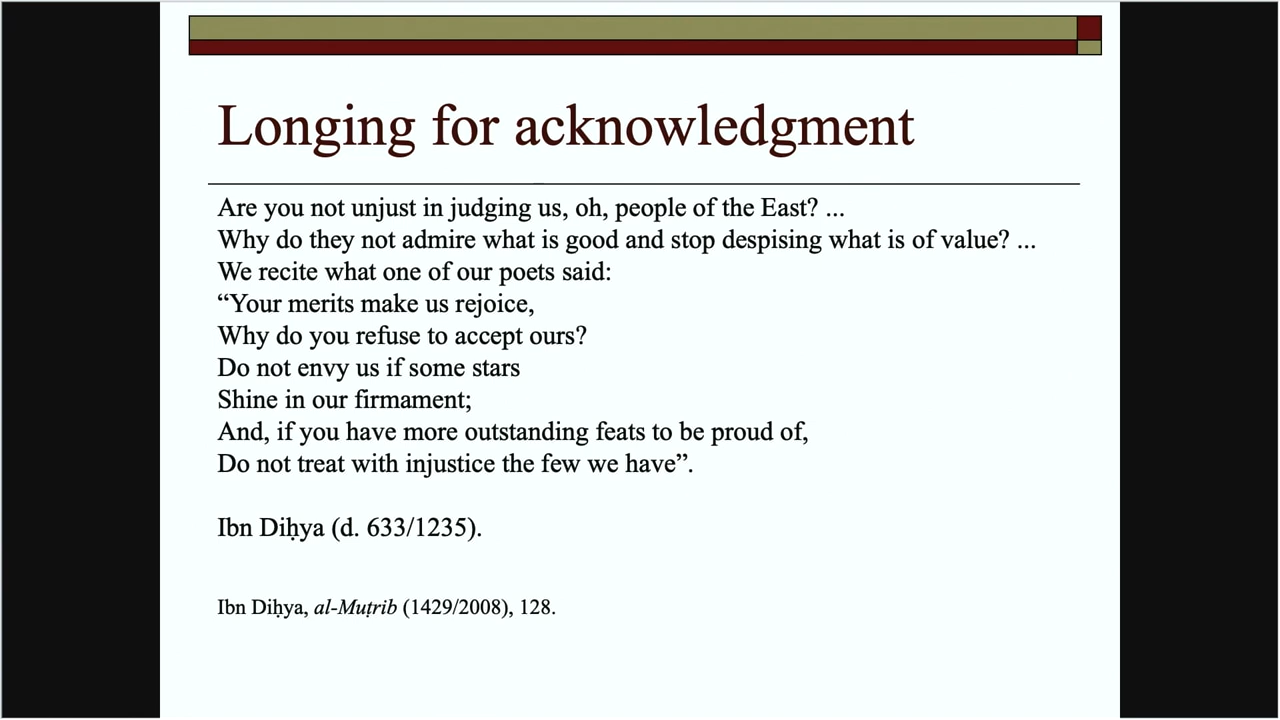 Longing for acknowledgment
Are you not unjust in judging us, oh, people of the East? ...
Why do they not admire what is good and stop despising what is of value? ...
We recite what one of our poets said:
“Your merits make us rejoice,
Why do you refuse to accept ours?
Do not envy us if some stars
Shine in our firmament;
And, if you have more outstanding feats to be proud of,
Do not treat with injustice the few we have”.
Ibn Diḥya (d. 633/1235).
Ibn Diḥya, al-Muṭrib (1429/2008), 128.